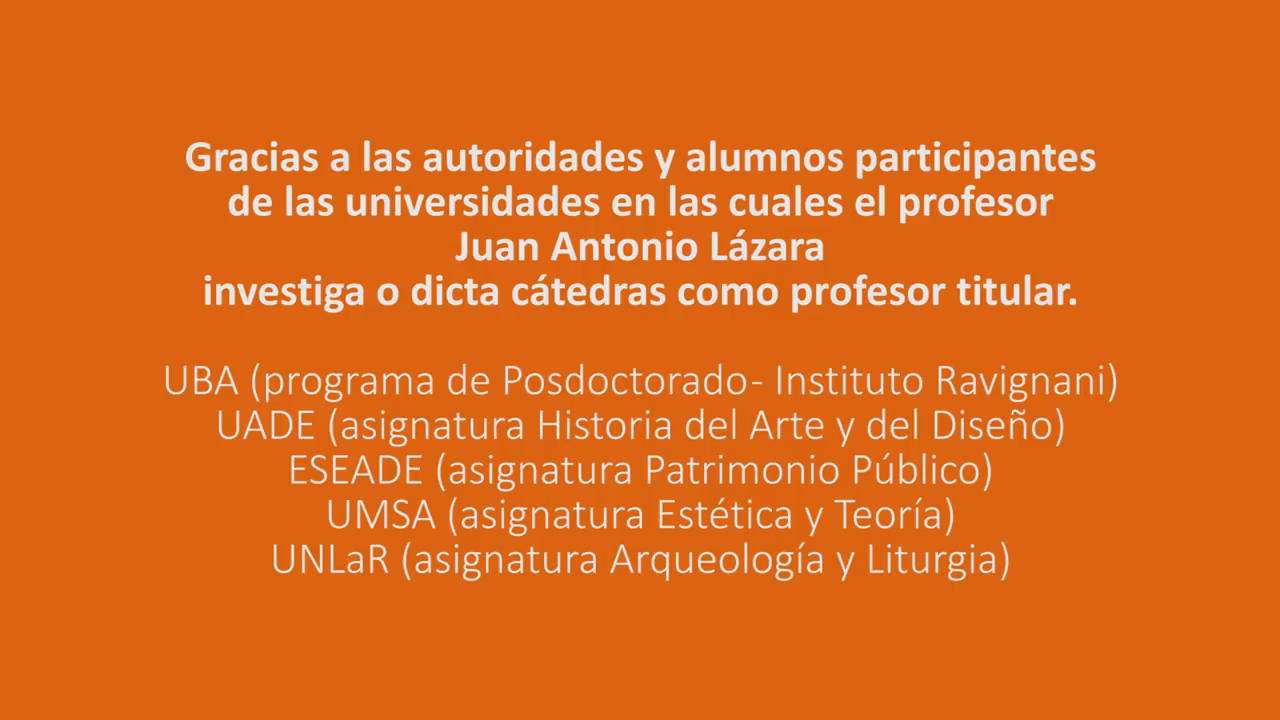 Gracias a las autoridades y alumnos participantes
de las universidades en las cuales el profesor
Juan Antonio Lázara
investiga o dicta cátedras como profesor titular.
UBA (programa de Posdoctorado- Instituto Ravignani)
UADE (asignatura Historia del Arte y del Diseño)
ESEADE (asignatura Patrimonio Público)
UMSA (asignatura Estética y Teoría)
UNLaR (asignatura Arqueología y Liturgia)